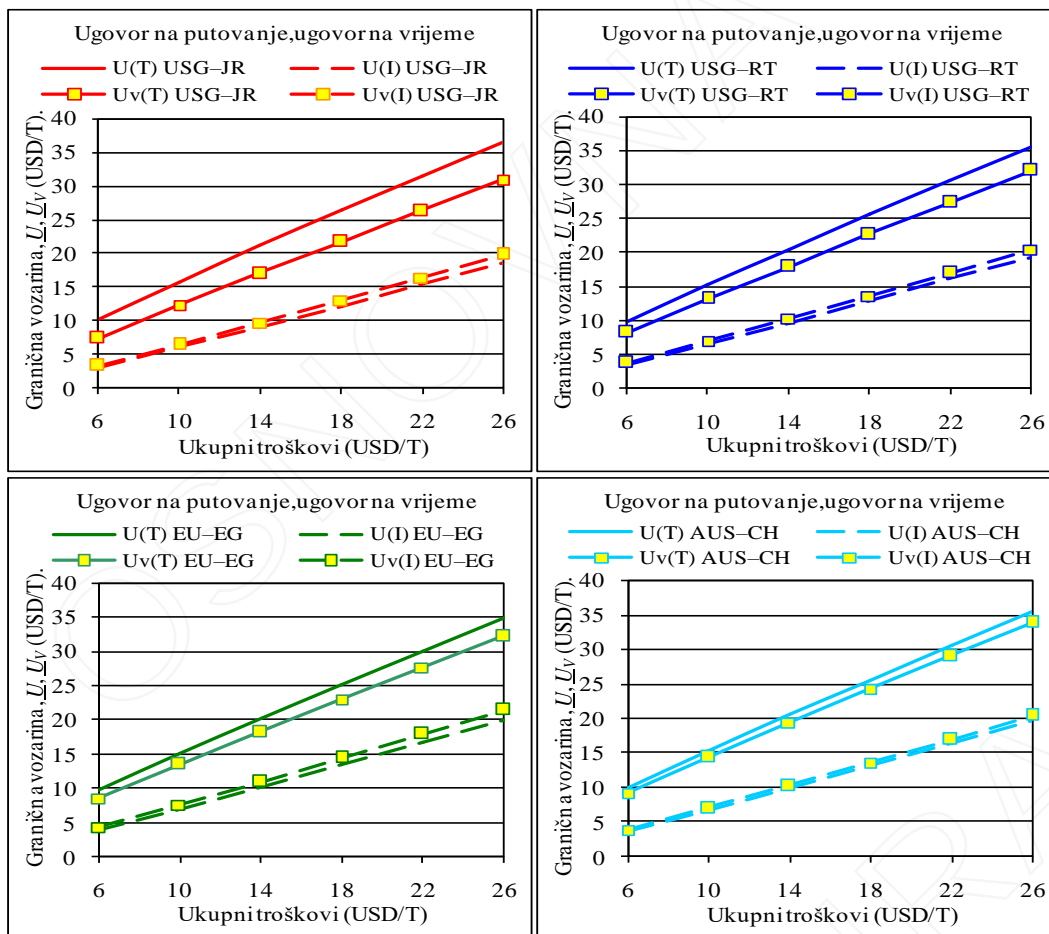 Ugovor na putovanje,ugovor na vrijeme
U(T) USG–JR U(I) USG–JR
Uv(T) USG–JR Uv(I) USG–JR
Granična vozarina, U, UV (USD/T).
40
35
30
25
20
15
10
5
0
6 10 14 18 22 26
Ukupni troškovi (USD/T)
Ugovor na putovanje,ugovor na vrijeme
U(T) USG–RT U(I) USG–RT
Uv(T) USG–RT Uv(I) USG–RT
Granična vozarina, U, UV (USD/T).
40
35
30
25
20
15
10
5
0
6 10 14 18 22 26
Ukupni troškovi (USD/T)
Ugovor na putovanje,ugovor na vrijeme
U(T) EU–EG U(I) EU–EG
Uv(T) EU–EG Uv(I) EU–EG
Granična vozarina, U, UV (USD/T).
40
35
30
25
20
15
10
5
0
6 10 14 18 22 26
Ukupni troškovi (USD/T)
Ugovor na putovanje,ugovor na vrijeme
U(T) AUS–CH U(I) AUS–CH
Uv(T) AUS–CH Uv(I) AUS–CH
Granična vozarina, U, UV (USD/T).
40
35
30
25
20
15
10
5
0
6 10 14 18 22 26
Ukupni troškovi (USD/T)
OSNOVNA